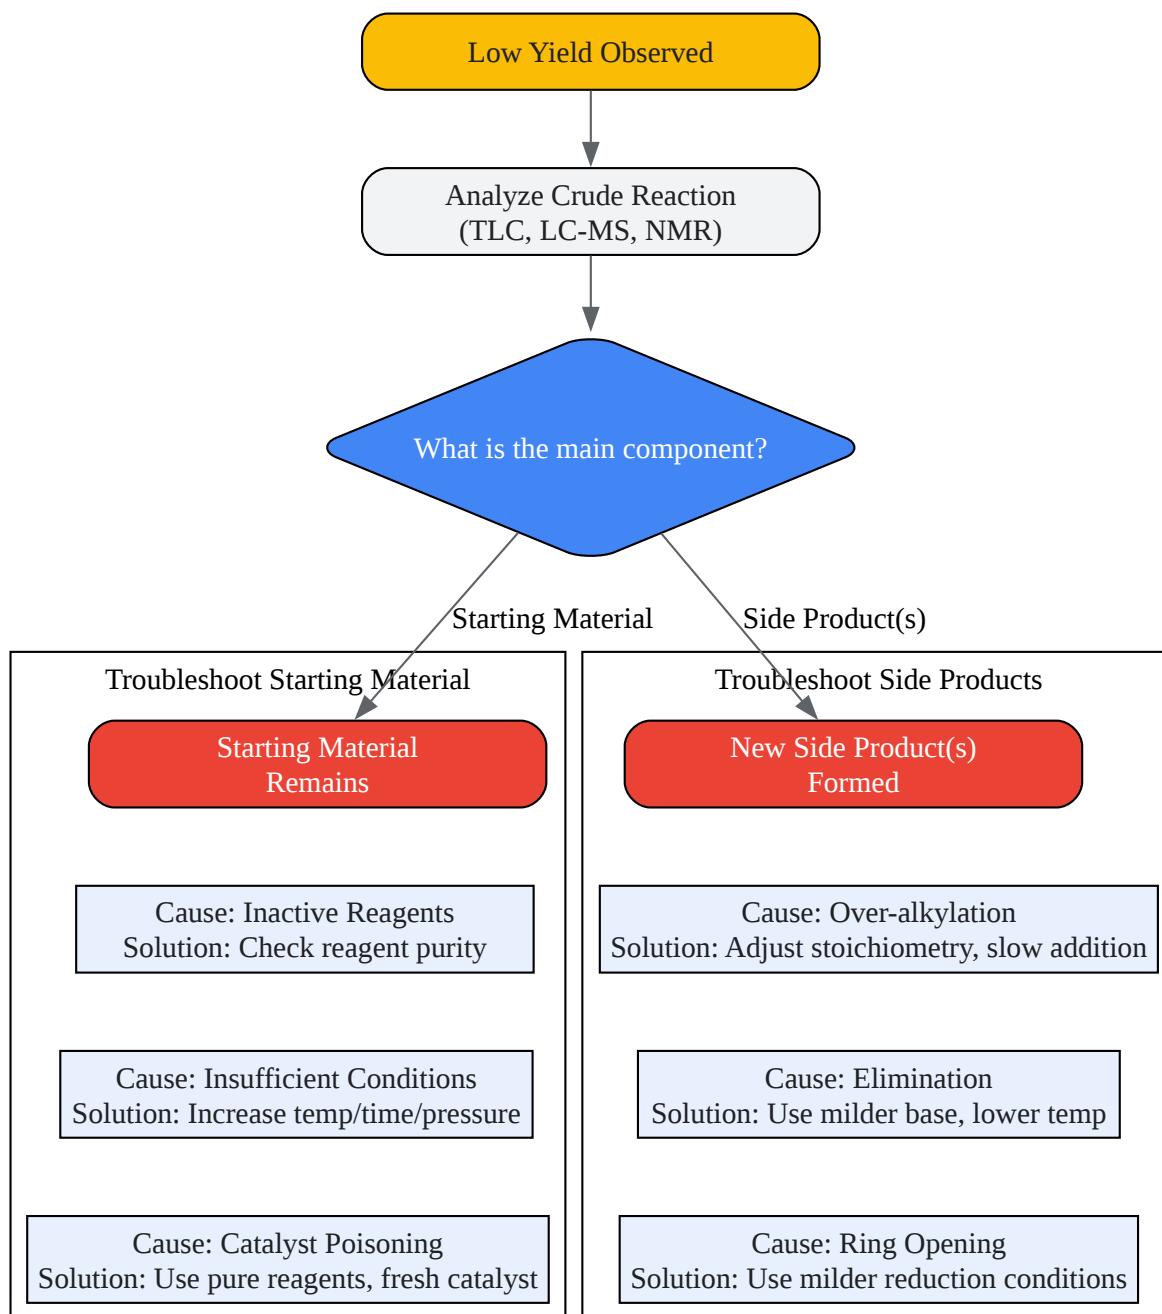 Low Yield Observed
Analyze Crude Reaction
(TLC, LC-MS, NMR)
What is the main component?
Starting Material
Side Product(s)
Troubleshoot Starting Material
Starting Material
Remains
Cause: Inactive Reagents
Solution: Check reagent purity
Cause: Insufficient Conditions
Solution: Increase temp/time/pressure
Cause: Catalyst Poisoning
Solution: Use pure reagents, fresh catalyst
Troubleshoot Side Products
New Side Product(s)
Formed
Cause: Over-alkylation
Solution: Adjust stoichiometry, slow addition
Cause: Elimination
Solution: Use milder base, lower temp
Cause: Ring Opening
Solution: Use milder reduction conditions